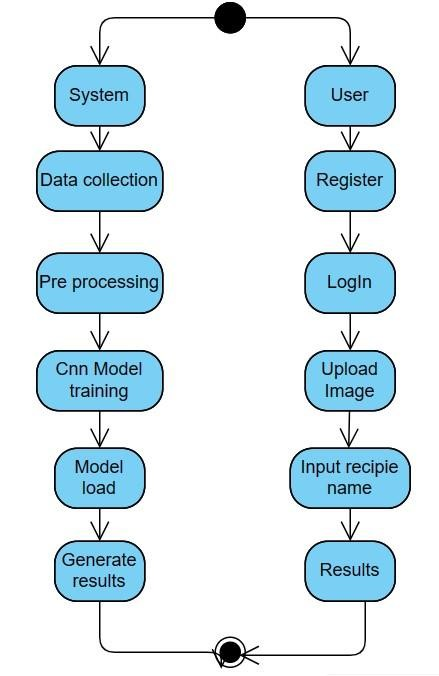 System
Data collection
Pre processing
Cnn Model
training
Model
load
Generate
results
User
Register
LogIn
Upload
Image
Input recipie
name
Results